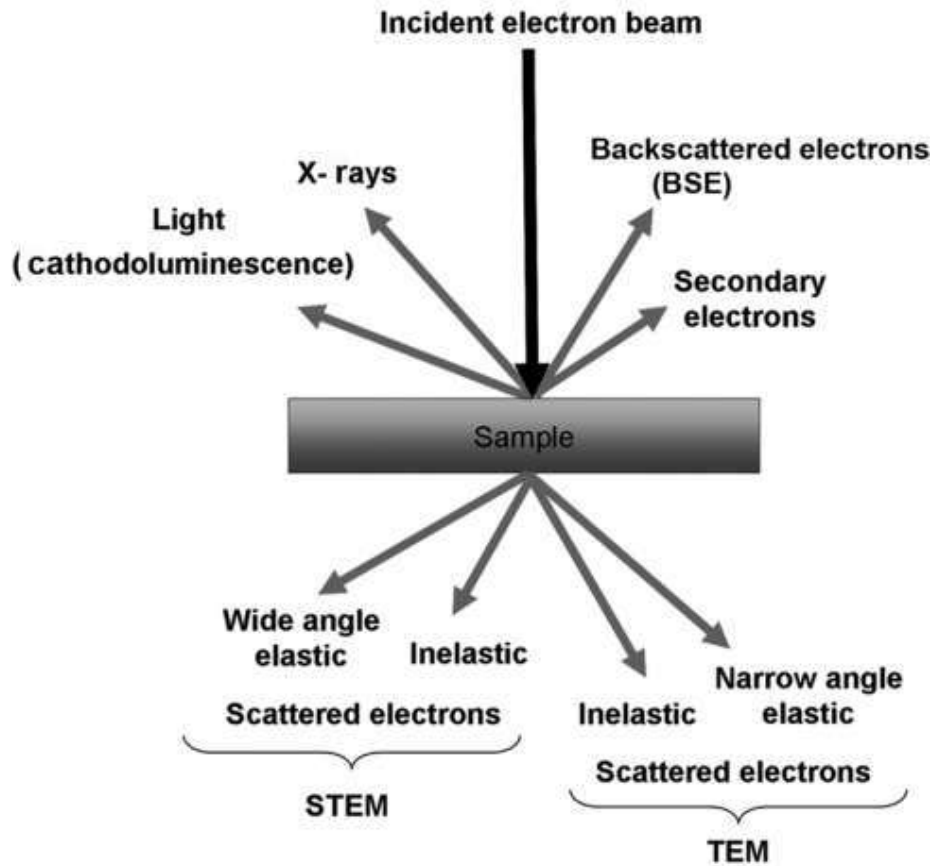 Incident electron beam
X- rays
Backscattered electrons
(BSE)
Light
( cathodoluminescence)
Secondary
electrons
Sample
Wide angle
elastic
Inelastic
Scattered electrons
STEM
Inelastic
Narrow angle
elastic
Scattered electrons
TEM